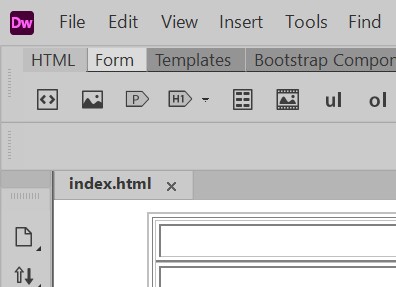 Dw File Edit View Insert Tools Find
HTML Form Templates Bootstrap Compon
P H1 ul ol
index.html